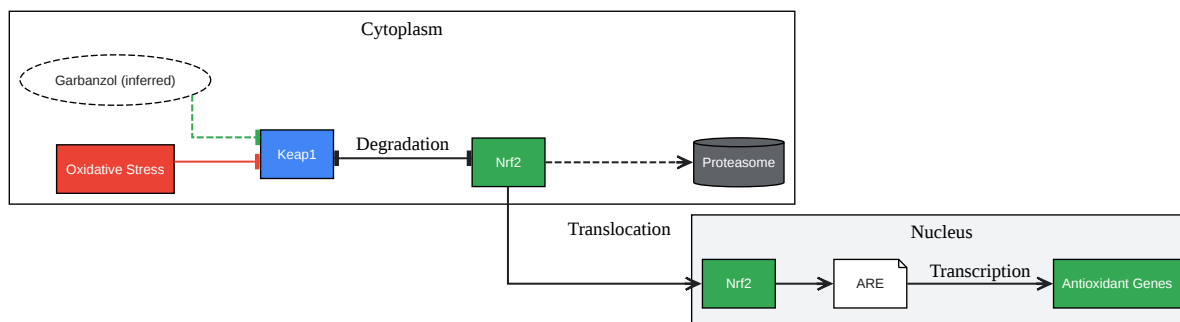 Cytoplasm
Garbanzol (inferred)
Oxidative Stress
Keap1
Degradation
Nrf2
Proteasome
Translocation
Nucleus
Nrf2
ARE
Transcription
Antioxidant Genes